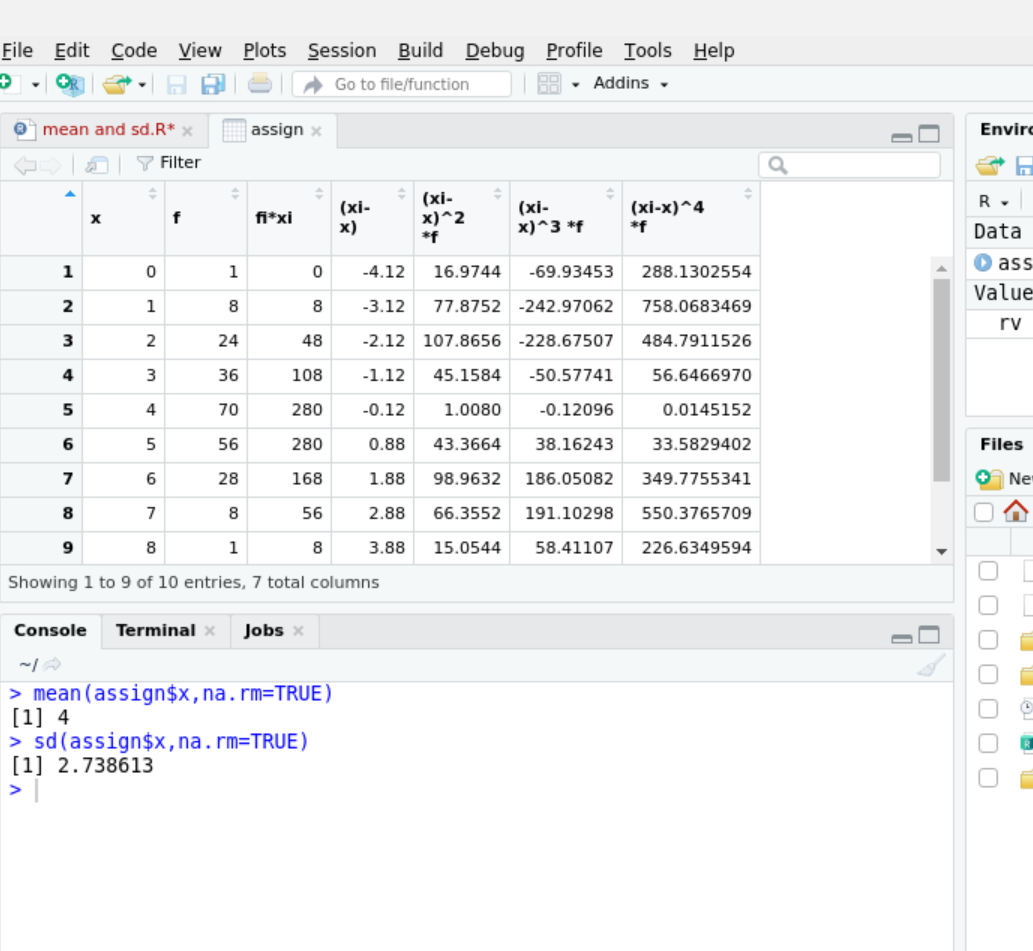 File Edit Code View Plots Session Build Debug Profile Tools Help
Go to file/function Addins
mean and sd.R* assign Enviro
Filter
R
x f fi*xi (xi-x) (xi-x)^2 *f (xi-x)^3 *f (xi-x)^4 *f
Data
1 0 1 0 -4.12 16.9744 -69.93453 288.1302554
ass
2 1 8 8 -3.12 77.8752 -242.97062 758.0683469
Value
3 2 24 48 -2.12 107.8656 -228.67507 484.7911526
rv
4 3 36 108 -1.12 45.1584 -50.57741 56.6466970
5 4 70 280 -0.12 1.0080 -0.12096 0.0145152
6 5 56 280 0.88 43.3664 38.16243 33.5829402
Files
7 6 28 168 1.88 98.9632 186.05082 349.7755341
Ne
8 7 8 56 2.88 66.3552 191.10298 550.3765709
9 8 1 8 3.88 15.0544 58.41107 226.6349594
Showing 1 to 9 of 10 entries, 7 total columns
Console Terminal Jobs
~/
> mean(assign$x,na.rm=TRUE)
[1] 4
> sd(assign$x,na.rm=TRUE)
[1] 2.738613
>